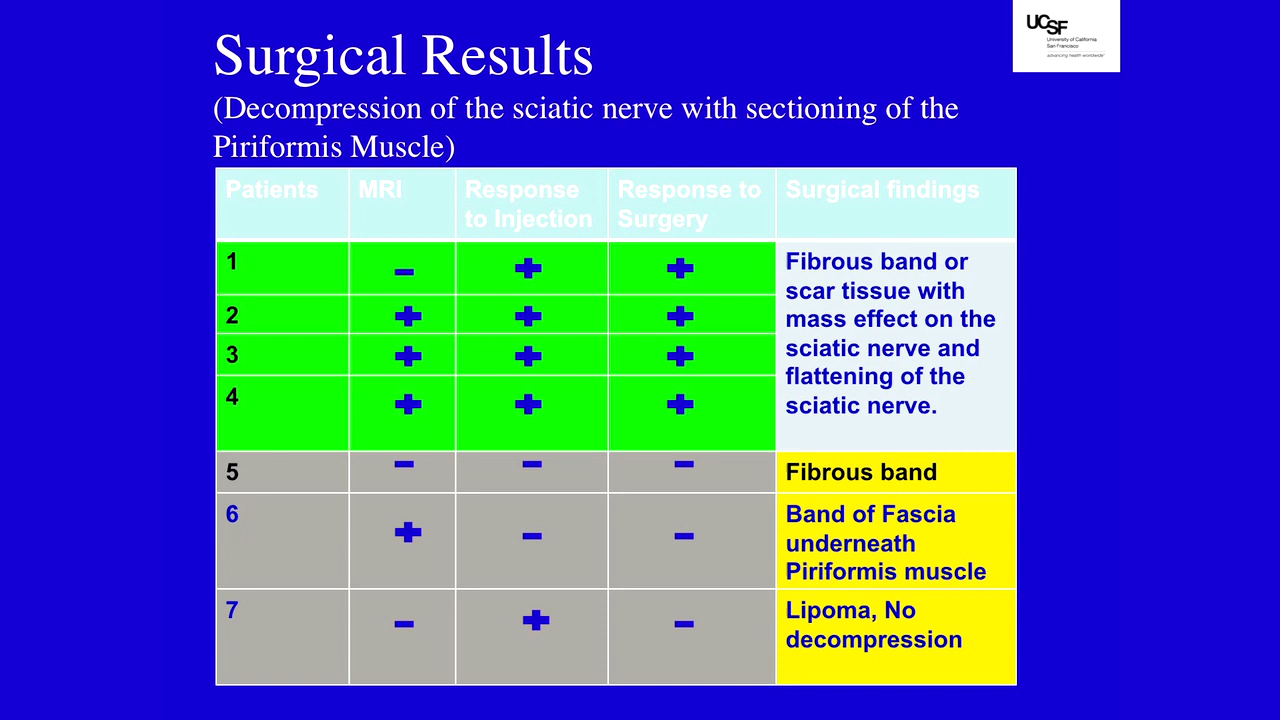 UCSF
University of California
San Francisco
advancing health worldwide™
Surgical Results
(Decompression of the sciatic nerve with sectioning of the
Piriformis Muscle)
Patients MRI Response to Injection Response to Surgery Surgical findings
1 – + + Fibrous band or
scar tissue with
2 + + + mass effect on the
3 + + + sciatic nerve and
flattening of the
4 + + + sciatic nerve.
5 – – – Fibrous band
6 + – – Band of Fascia
underneath
Piriformis muscle
7 – + – Lipoma, No
decompression